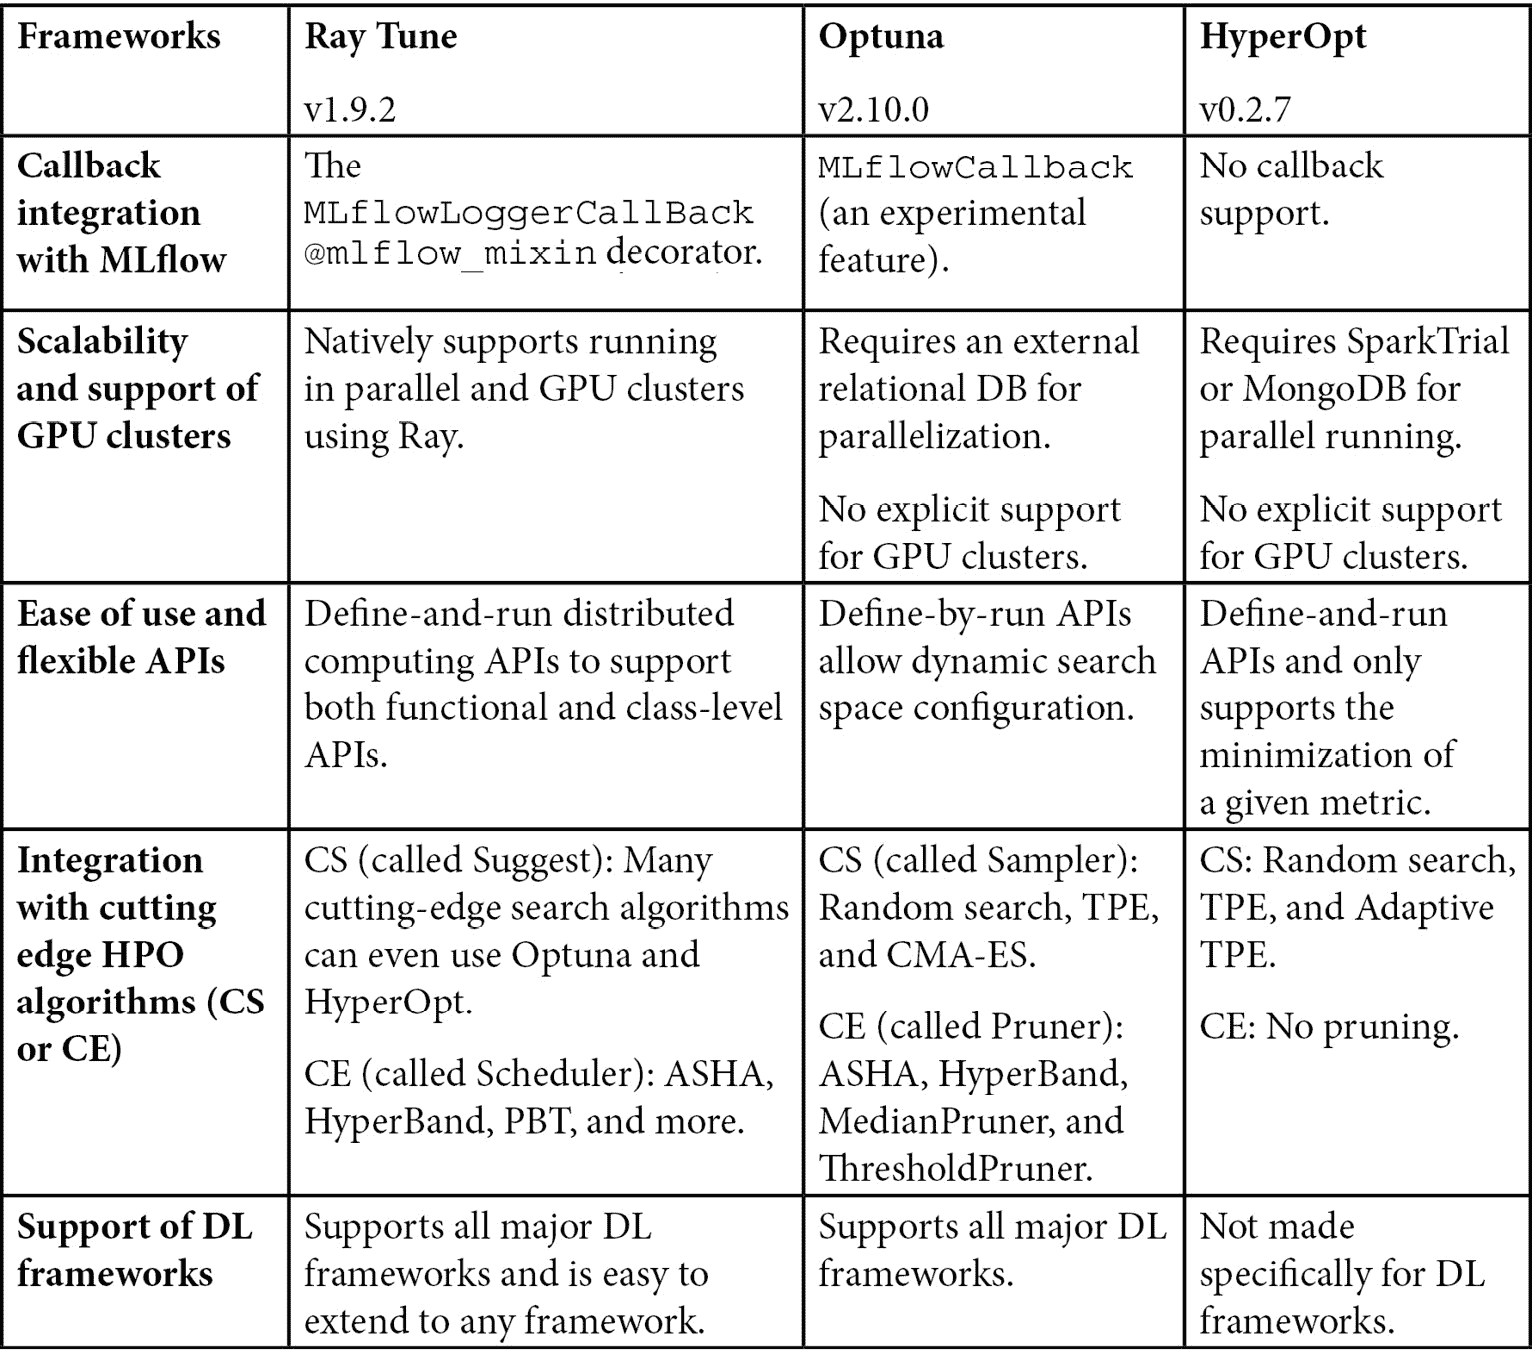 Frameworks
Ray Tune
v1.9.2
Optuna
v2.10.0
HyperOpt
v0.2.7
Callback
integration
with MLflow
The
MLflowLoggerCallBack
@mlflow_mixin decorator.
MLflowCallback
(an experimental
feature).
No callback
support.
Scalability
and support of
GPU clusters
Natively supports running
in parallel and GPU clusters
using Ray.
Requires an external
relational DB for
parallelization.
No explicit support
for GPU clusters.
Requires SparkTrial
or MongoDB for
parallel running.
No explicit support
for GPU clusters.
Ease of use and
flexible APIs
Define-and-run distributed
computing APIs to support
both functional and class-level
APIs.
Define-by-run APIs
allow dynamic search
space configuration.
Define-and-run
APIs and only
supports the
minimization of
a given metric.
Integration
with cutting
edge HPO
algorithms (CS
or CE)
CS (called Suggest): Many
cutting-edge search algorithms
can even use Optuna and
HyperOpt.
CE (called Scheduler): ASHA,
HyperBand, PBT, and more.
CS (called Sampler):
Random search, TPE,
and CMA-ES.
CE (called Pruner):
ASHA, HyperBand,
MedianPruner, and
ThresholdPruner.
CS: Random search,
TPE, and Adaptive
TPE.
CE: No pruning.
Support of DL
frameworks
Supports all major DL
frameworks and is easy to
extend to any framework.
Supports all major DL
frameworks.
Not made
specifically for DL
frameworks.